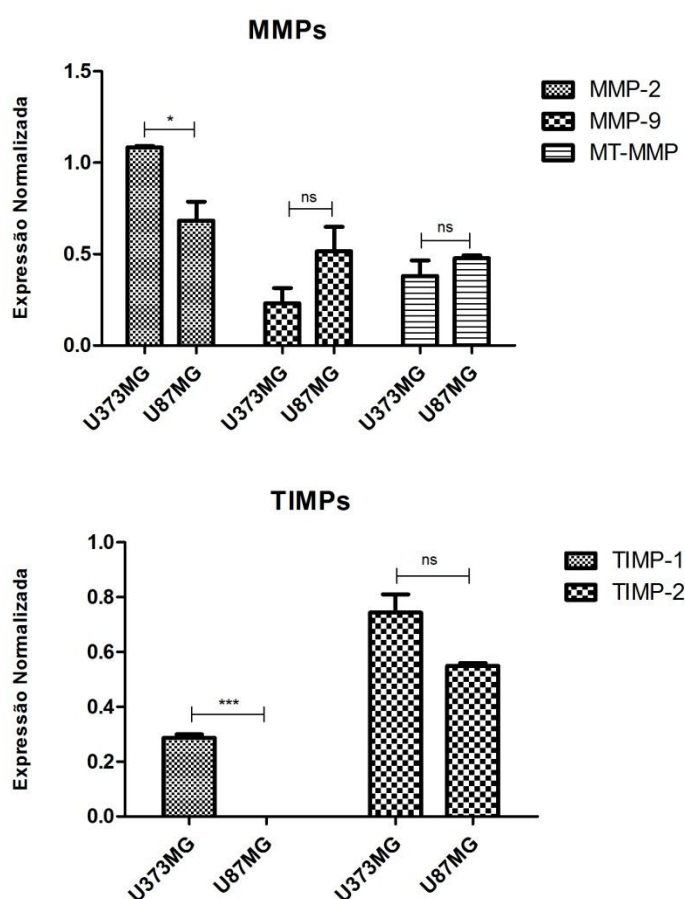 MMPs
Expressão Normalizada
1.5
1.0
0.5
0.0
*
ns
ns
U373MG
U87MG
U373MG
U87MG
U373MG
U87MG
MMP-2
MMP-9
MT-MMP
TIMPs
Expressão Normalizada
1.0
0.8
0.6
0.4
0.2
0.0
***
ns
U373MG
U87MG
U373MG
U87MG
TIMP-1
TIMP-2